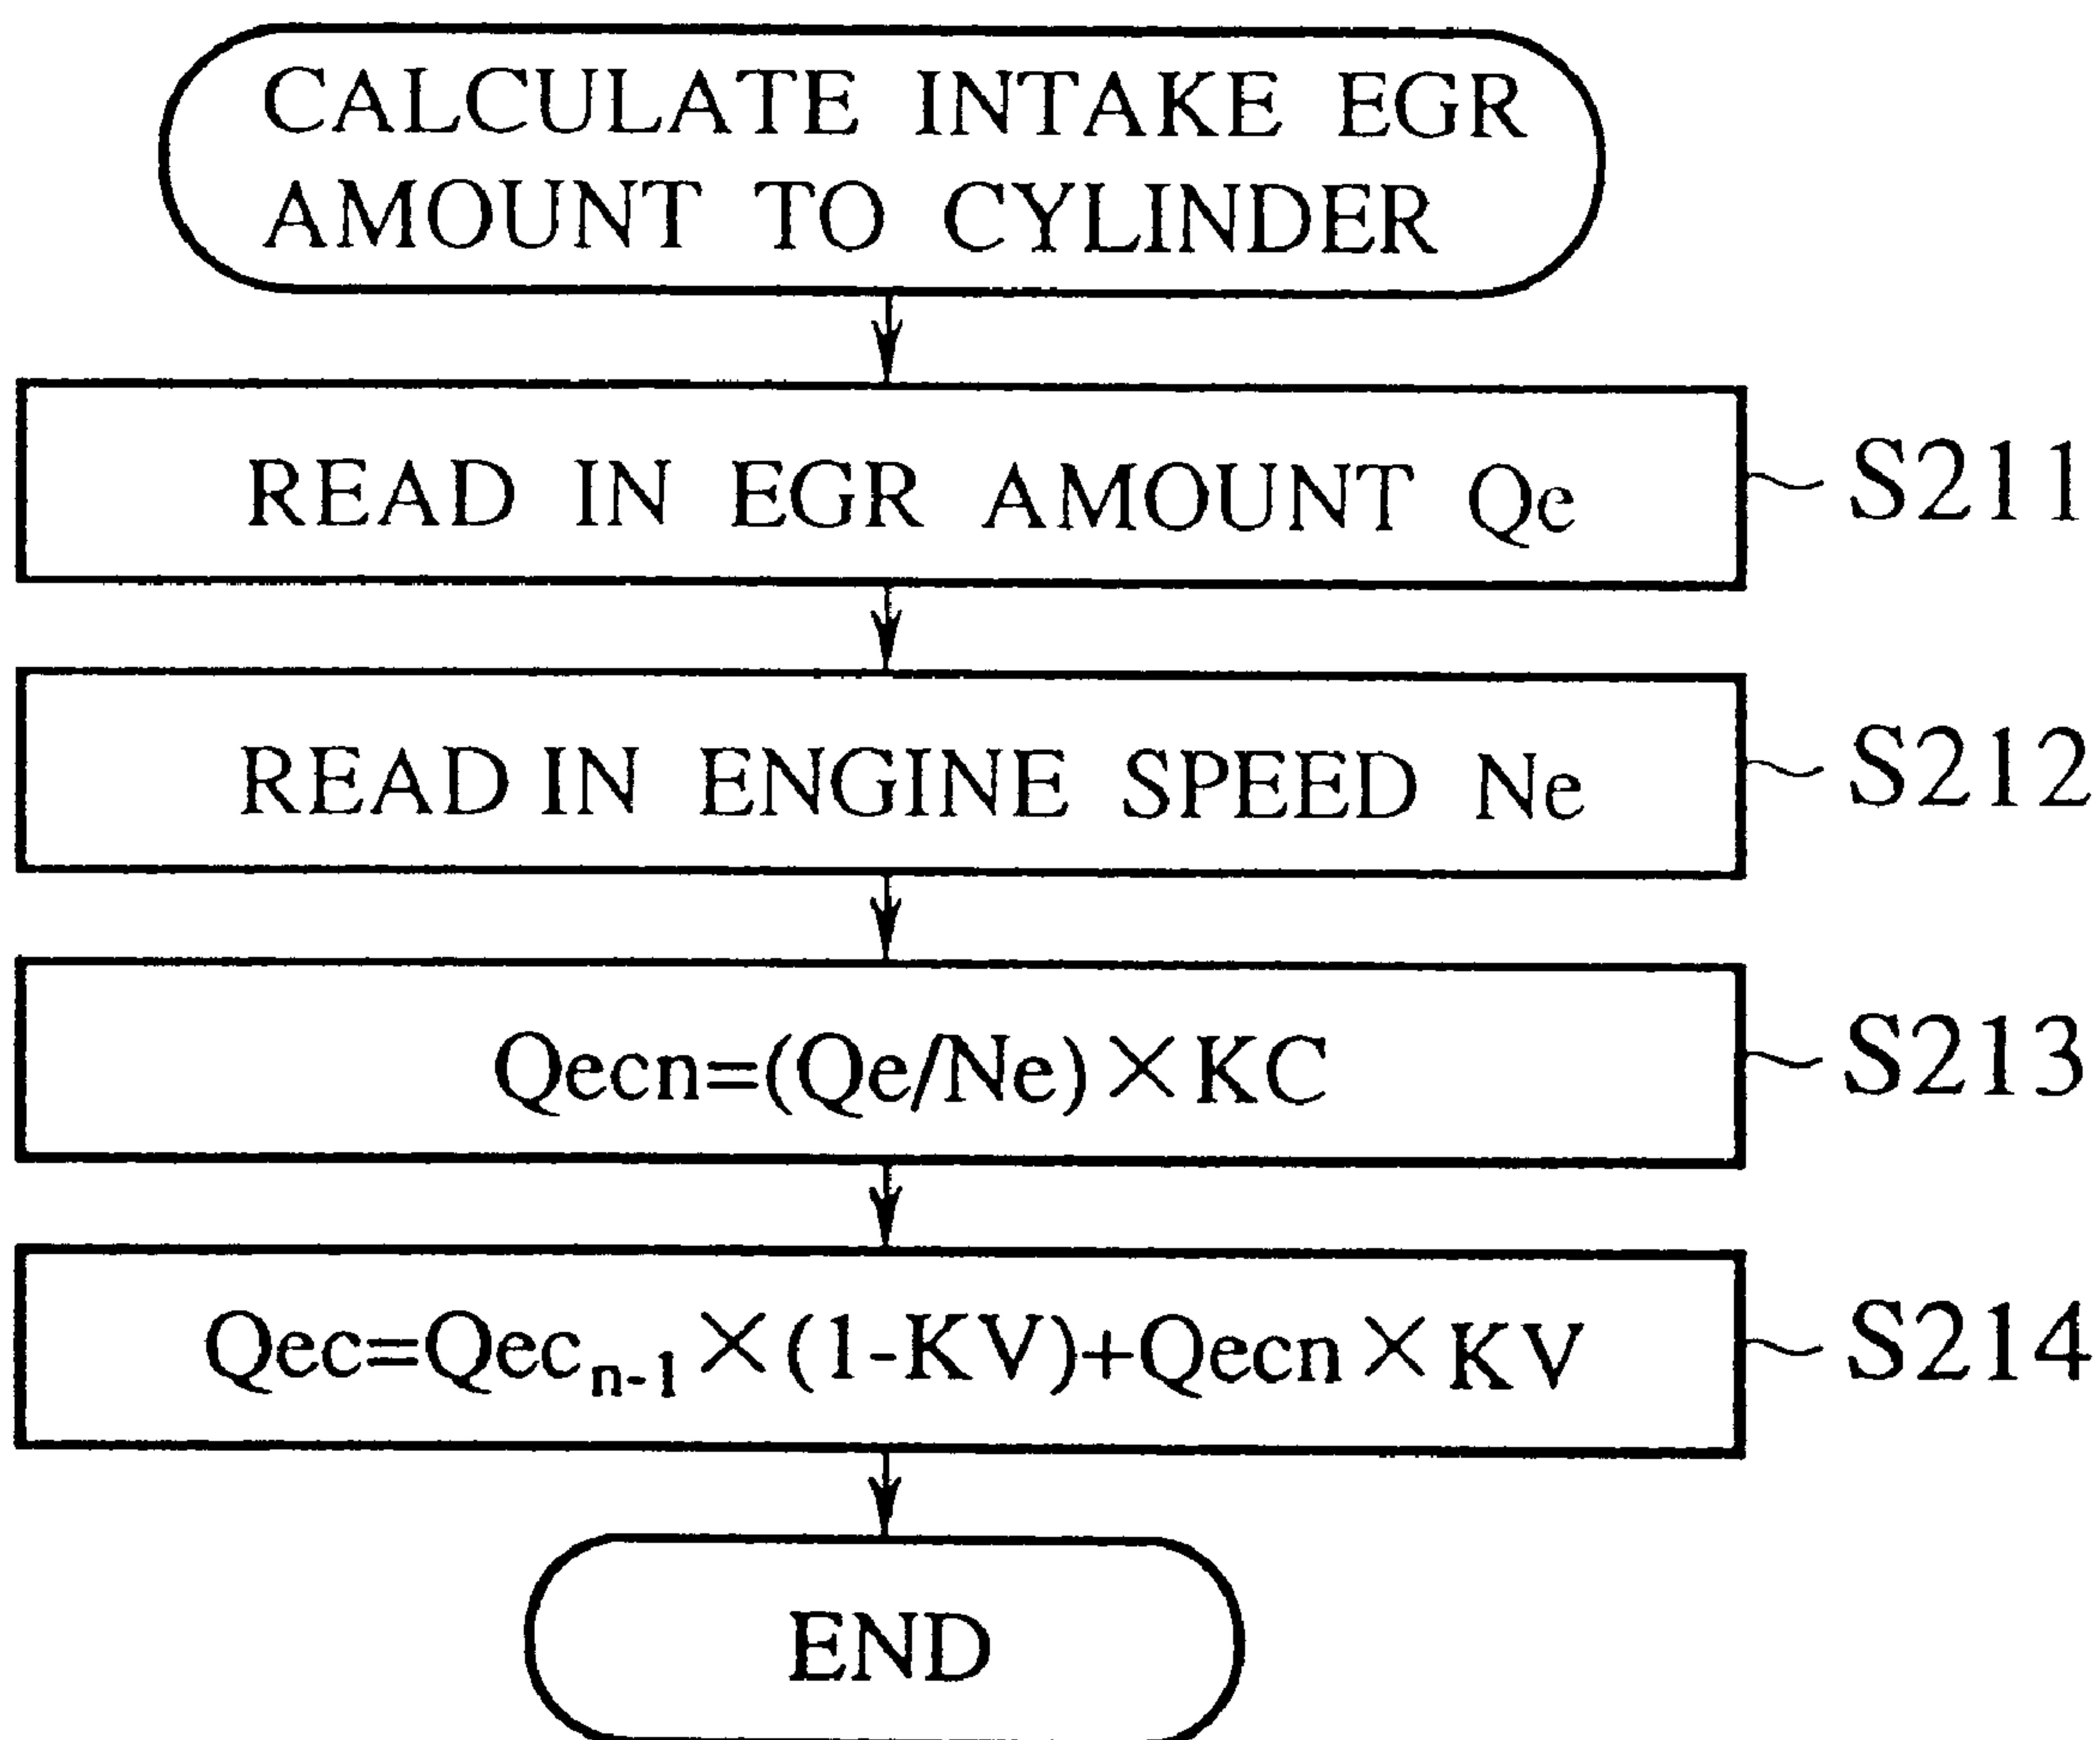 CALCULATE INTAKE EGR
AMOUNT TO CYLINDER
READ IN EGR AMOUNT Qe
S211
READ IN ENGINE SPEED Ne
S212
Qecn=(Qe/Ne)×KC
S213
Qec=Qecₙ₋₁×(1-KV)+Qecn×KV
S214
END